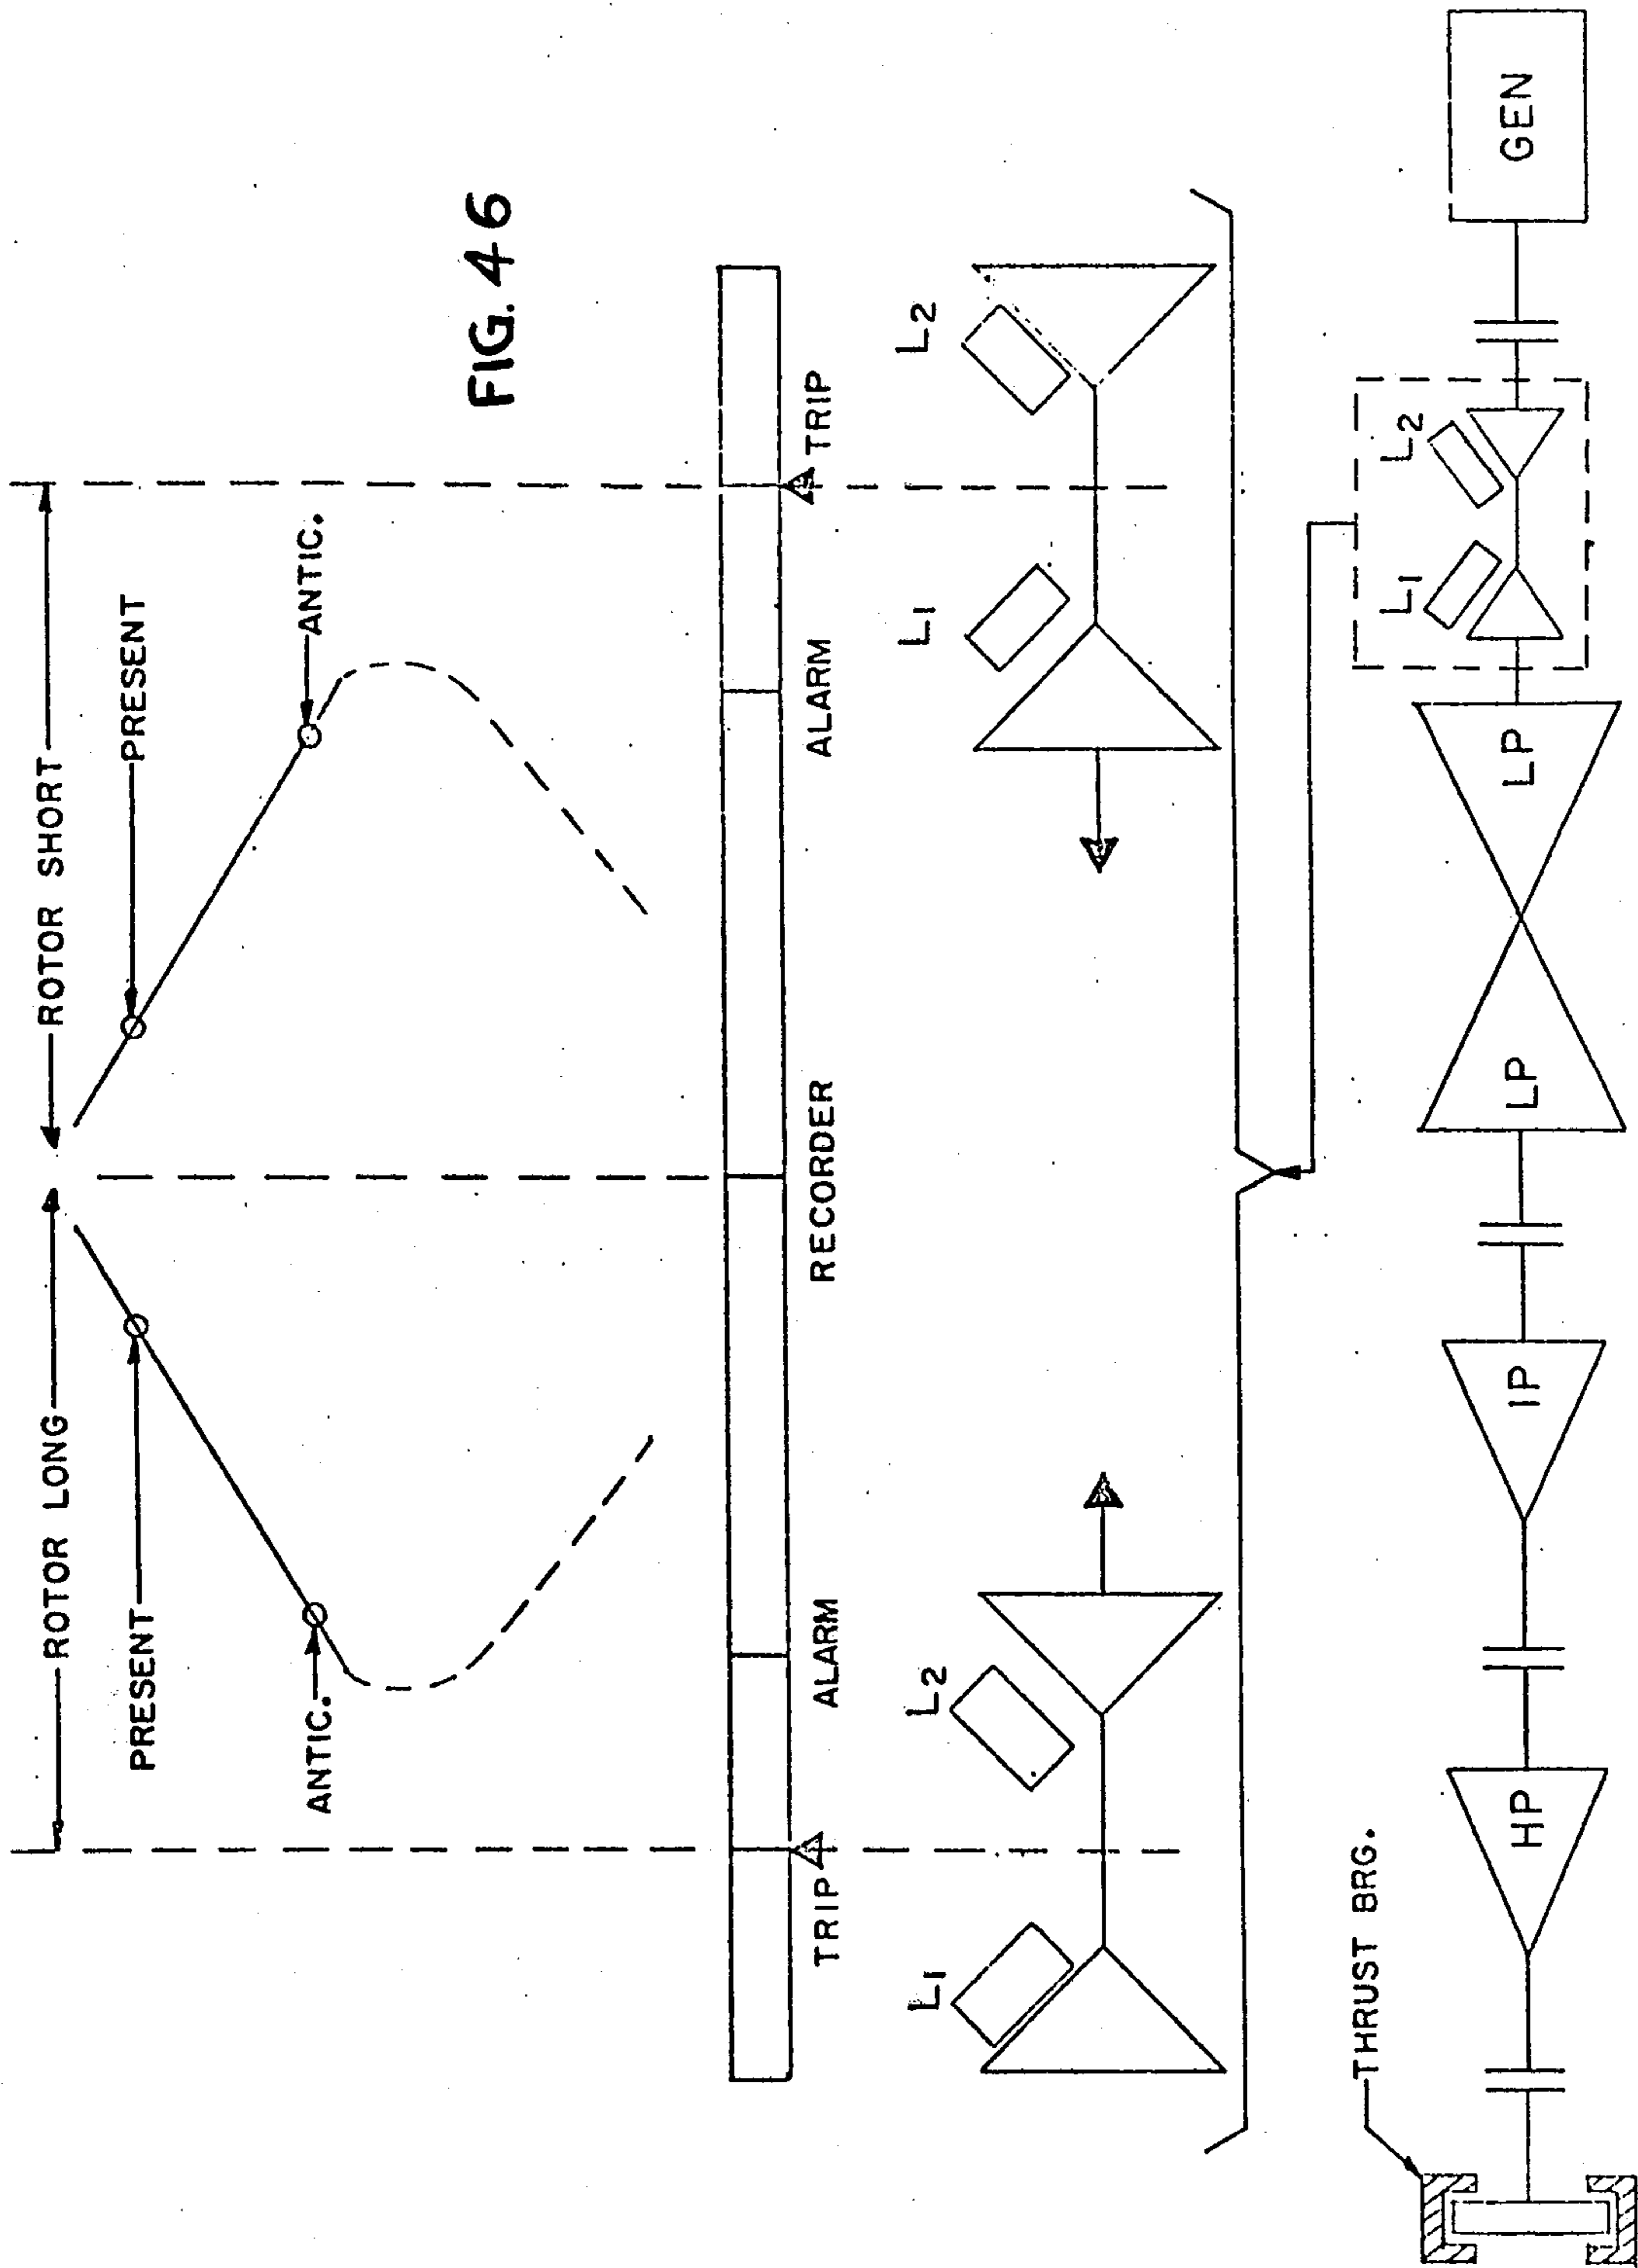 FIG. 46
ROTOR LONG
ROTOR SHORT
PRESENT
PRESENT
ANTIC.
ANTIC.
TRIP
ALARM
RECORDER
ALARM
TRIP
L1
L2
L1
L2
THRUST BRG.
HP
IP
LP
LP
L1
L2
GEN